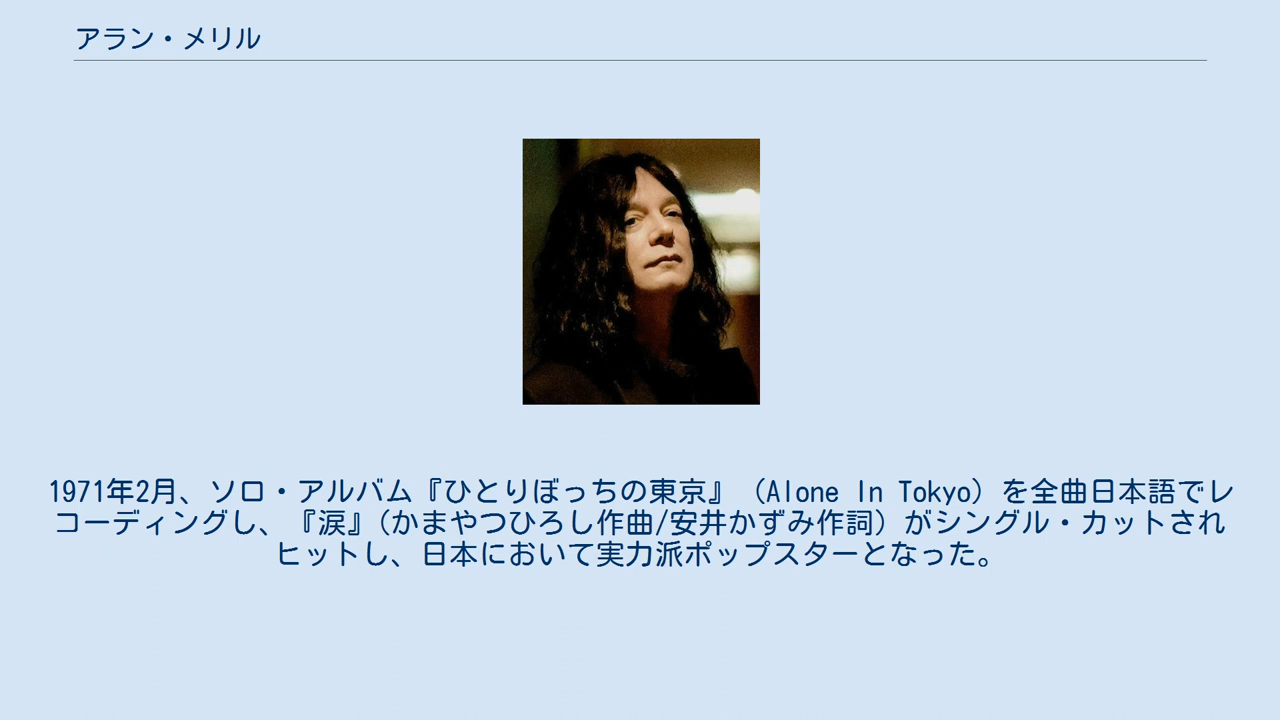 アラン・メリル
1971年2月、ソロ・アルバム『ひとりぼっちの東京』（Alone In Tokyo）を全曲日本語でレ
コーディングし、『涙』（かまやつひろし作曲/安井かずみ作詞）がシングル・カットされ
ヒットし、日本において実力派ポップスターとなった。